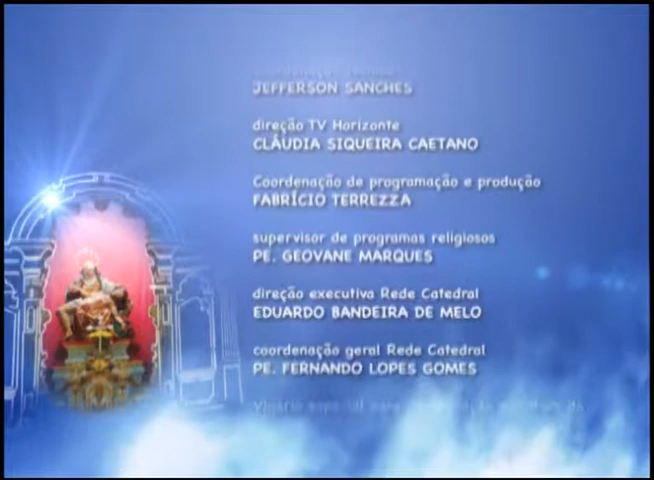 JEFFERSON SANCHES
direção TV Horizonte
CLÁUDIA SIQUEIRA CAETANO
Coordenação de programação e produção
FABRÍCIO TERREZZA
supervisor de programas religiosos
PE. GEOVANE MARQUES
direção executiva Rede Catedral
EDUARDO BANDEIRA DE MELO
coordenação geral Rede Catedral
PE. FERNANDO LOPES GOMES